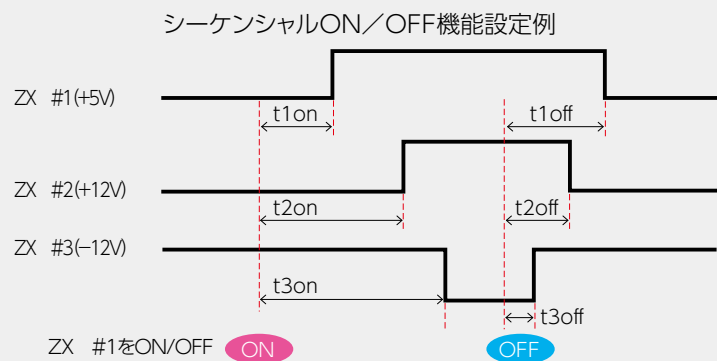 シーケンシャルON／OFF機能設定例
ZX #1(+5V)
t1on
t1off
ZX #2(+12V)
t2on
t2off
ZX #3(−12V)
t3on
t3off
ZX #1をON/OFF
ON
OFF